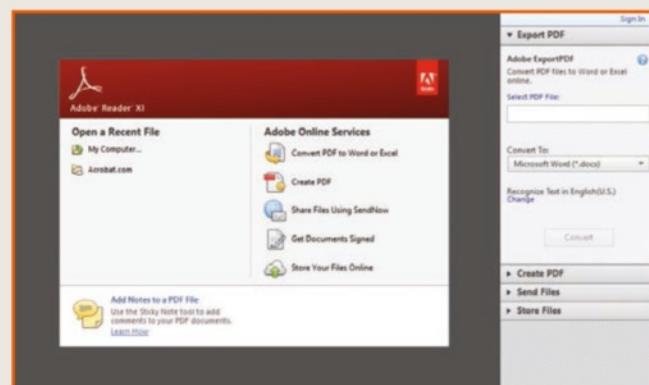 Sign In
Adobe Reader XI
Adobe
Open a Recent File
My Computer...
Acrobat.com
Adobe Online Services
Convert PDF to Word or Excel
Create PDF
Share Files Using SendNow
Get Documents Signed
Store Your Files Online
Add Notes to a PDF File
Use the Sticky Note tool to add
comments to your PDF documents.
Learn How
Export PDF
Adobe ExportPDF
Convert PDF files to Word or Excel
online.
Select PDF File:
Convert To:
Microsoft Word (*.docx)
Recognize Text in English(U.S.)
Change
Convert
Create PDF
Send Files
Store Files